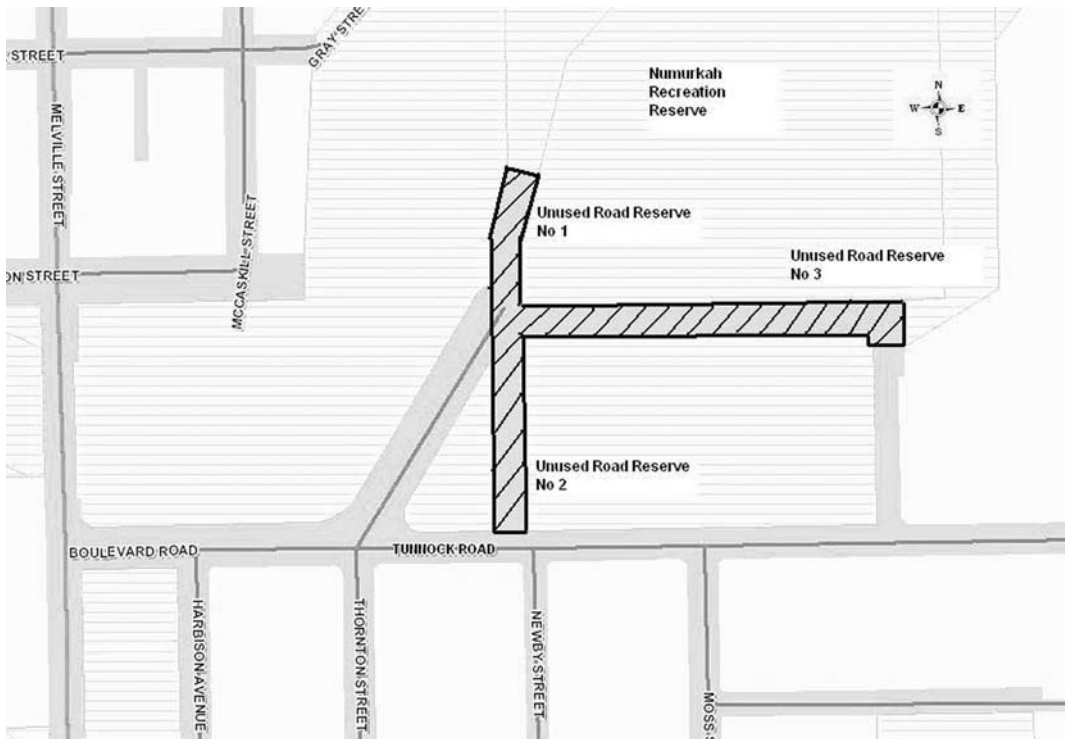 STREET
GRAY STRE
Numurkah
Recreation
Reserve
N
W E
S
MELVILLE STREET
MCCASKILL STREET
Unused Road Reserve
No 1
Unused Road Reserve
No 3
ON STREET
Unused Road Reserve
No 2
BOULEVARD ROAD
TUNNOCK ROAD
HARBISON AVENUE
THORNTON STREET
NEWBY STREET
MOSS S